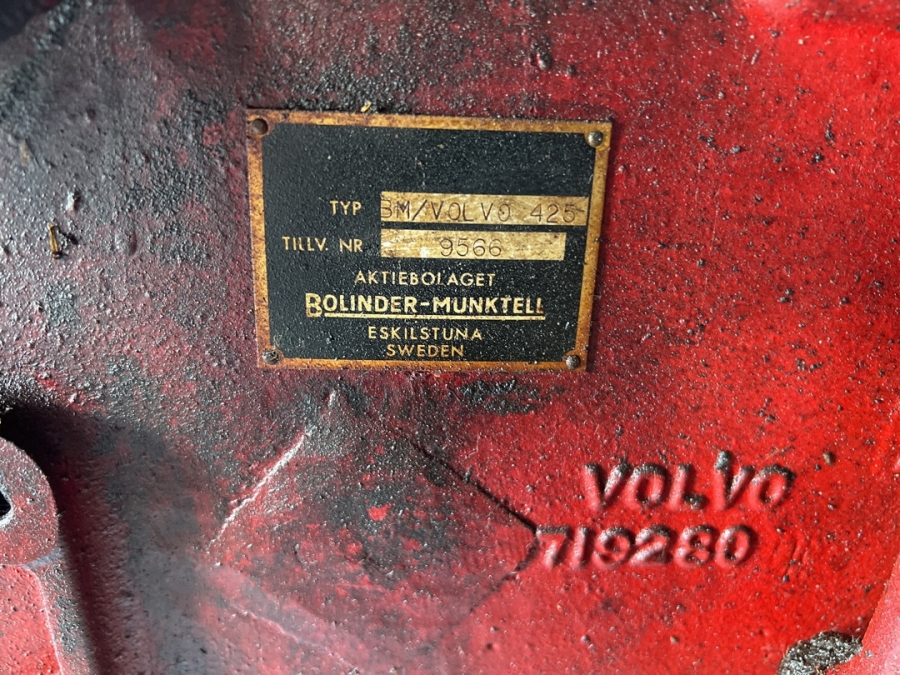 TYP BM/VOLVO 425
TILLV. NR 9566
AKTIEBOLAGET
BOLINDER-MUNKTELL
ESKILSTUNA
SWEDEN
VOLVO
719280